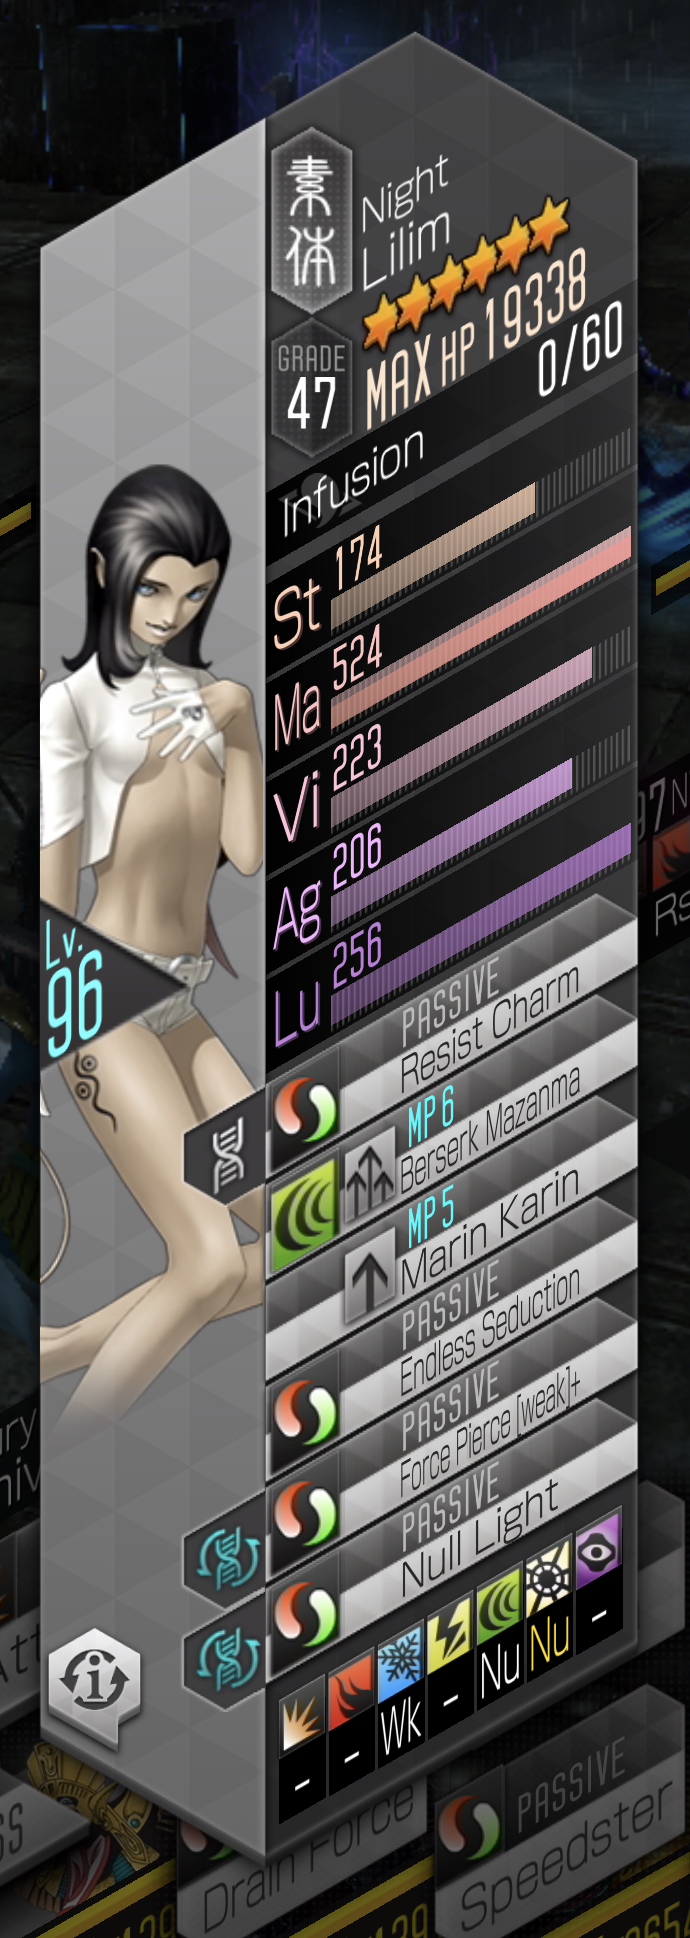 素体
Night
Lilim
GRADE
47
MAX HP 19338
0/60
Infusion
St 174
Ma 524
Vi 223
Ag 206
Lu 256
Lv.
96
PASSIVE
Resist Charm
MP 6
Berserk Mazanma
MP 5
Marin Karin
PASSIVE
Endless Seduction
PASSIVE
Force Pierce [weak]+
PASSIVE
Null Light
- - Wk - Nu Nu -
i
97
Rs
PASSIVE
Drain Force
Speedster